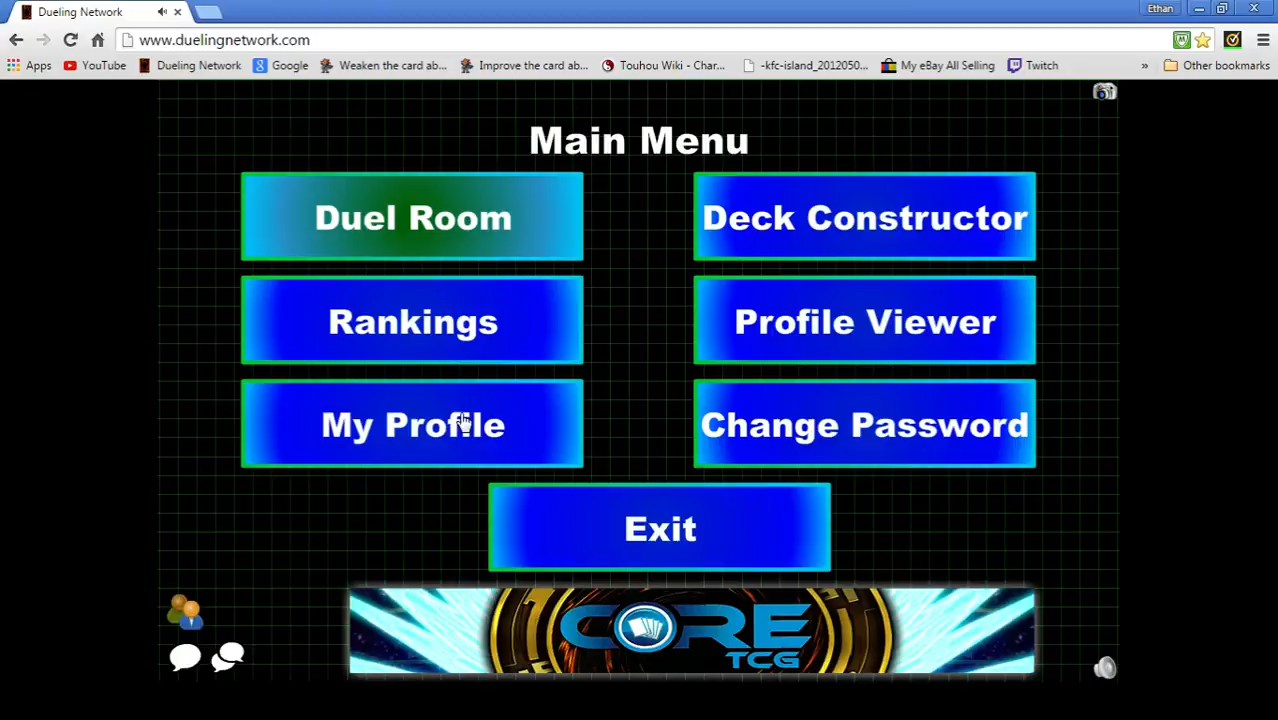 Dueling Network
Ethan
www.duelingnetwork.com
Apps YouTube Dueling Network Google Weaken the card ab... Improve the card ab... Touhou Wiki - Char... -kfc-island_2012050... My eBay All Selling Twitch » Other bookmarks
Main Menu
Duel Room Deck Constructor
Rankings Profile Viewer
My Profile Change Password
Exit
CORE
TCG